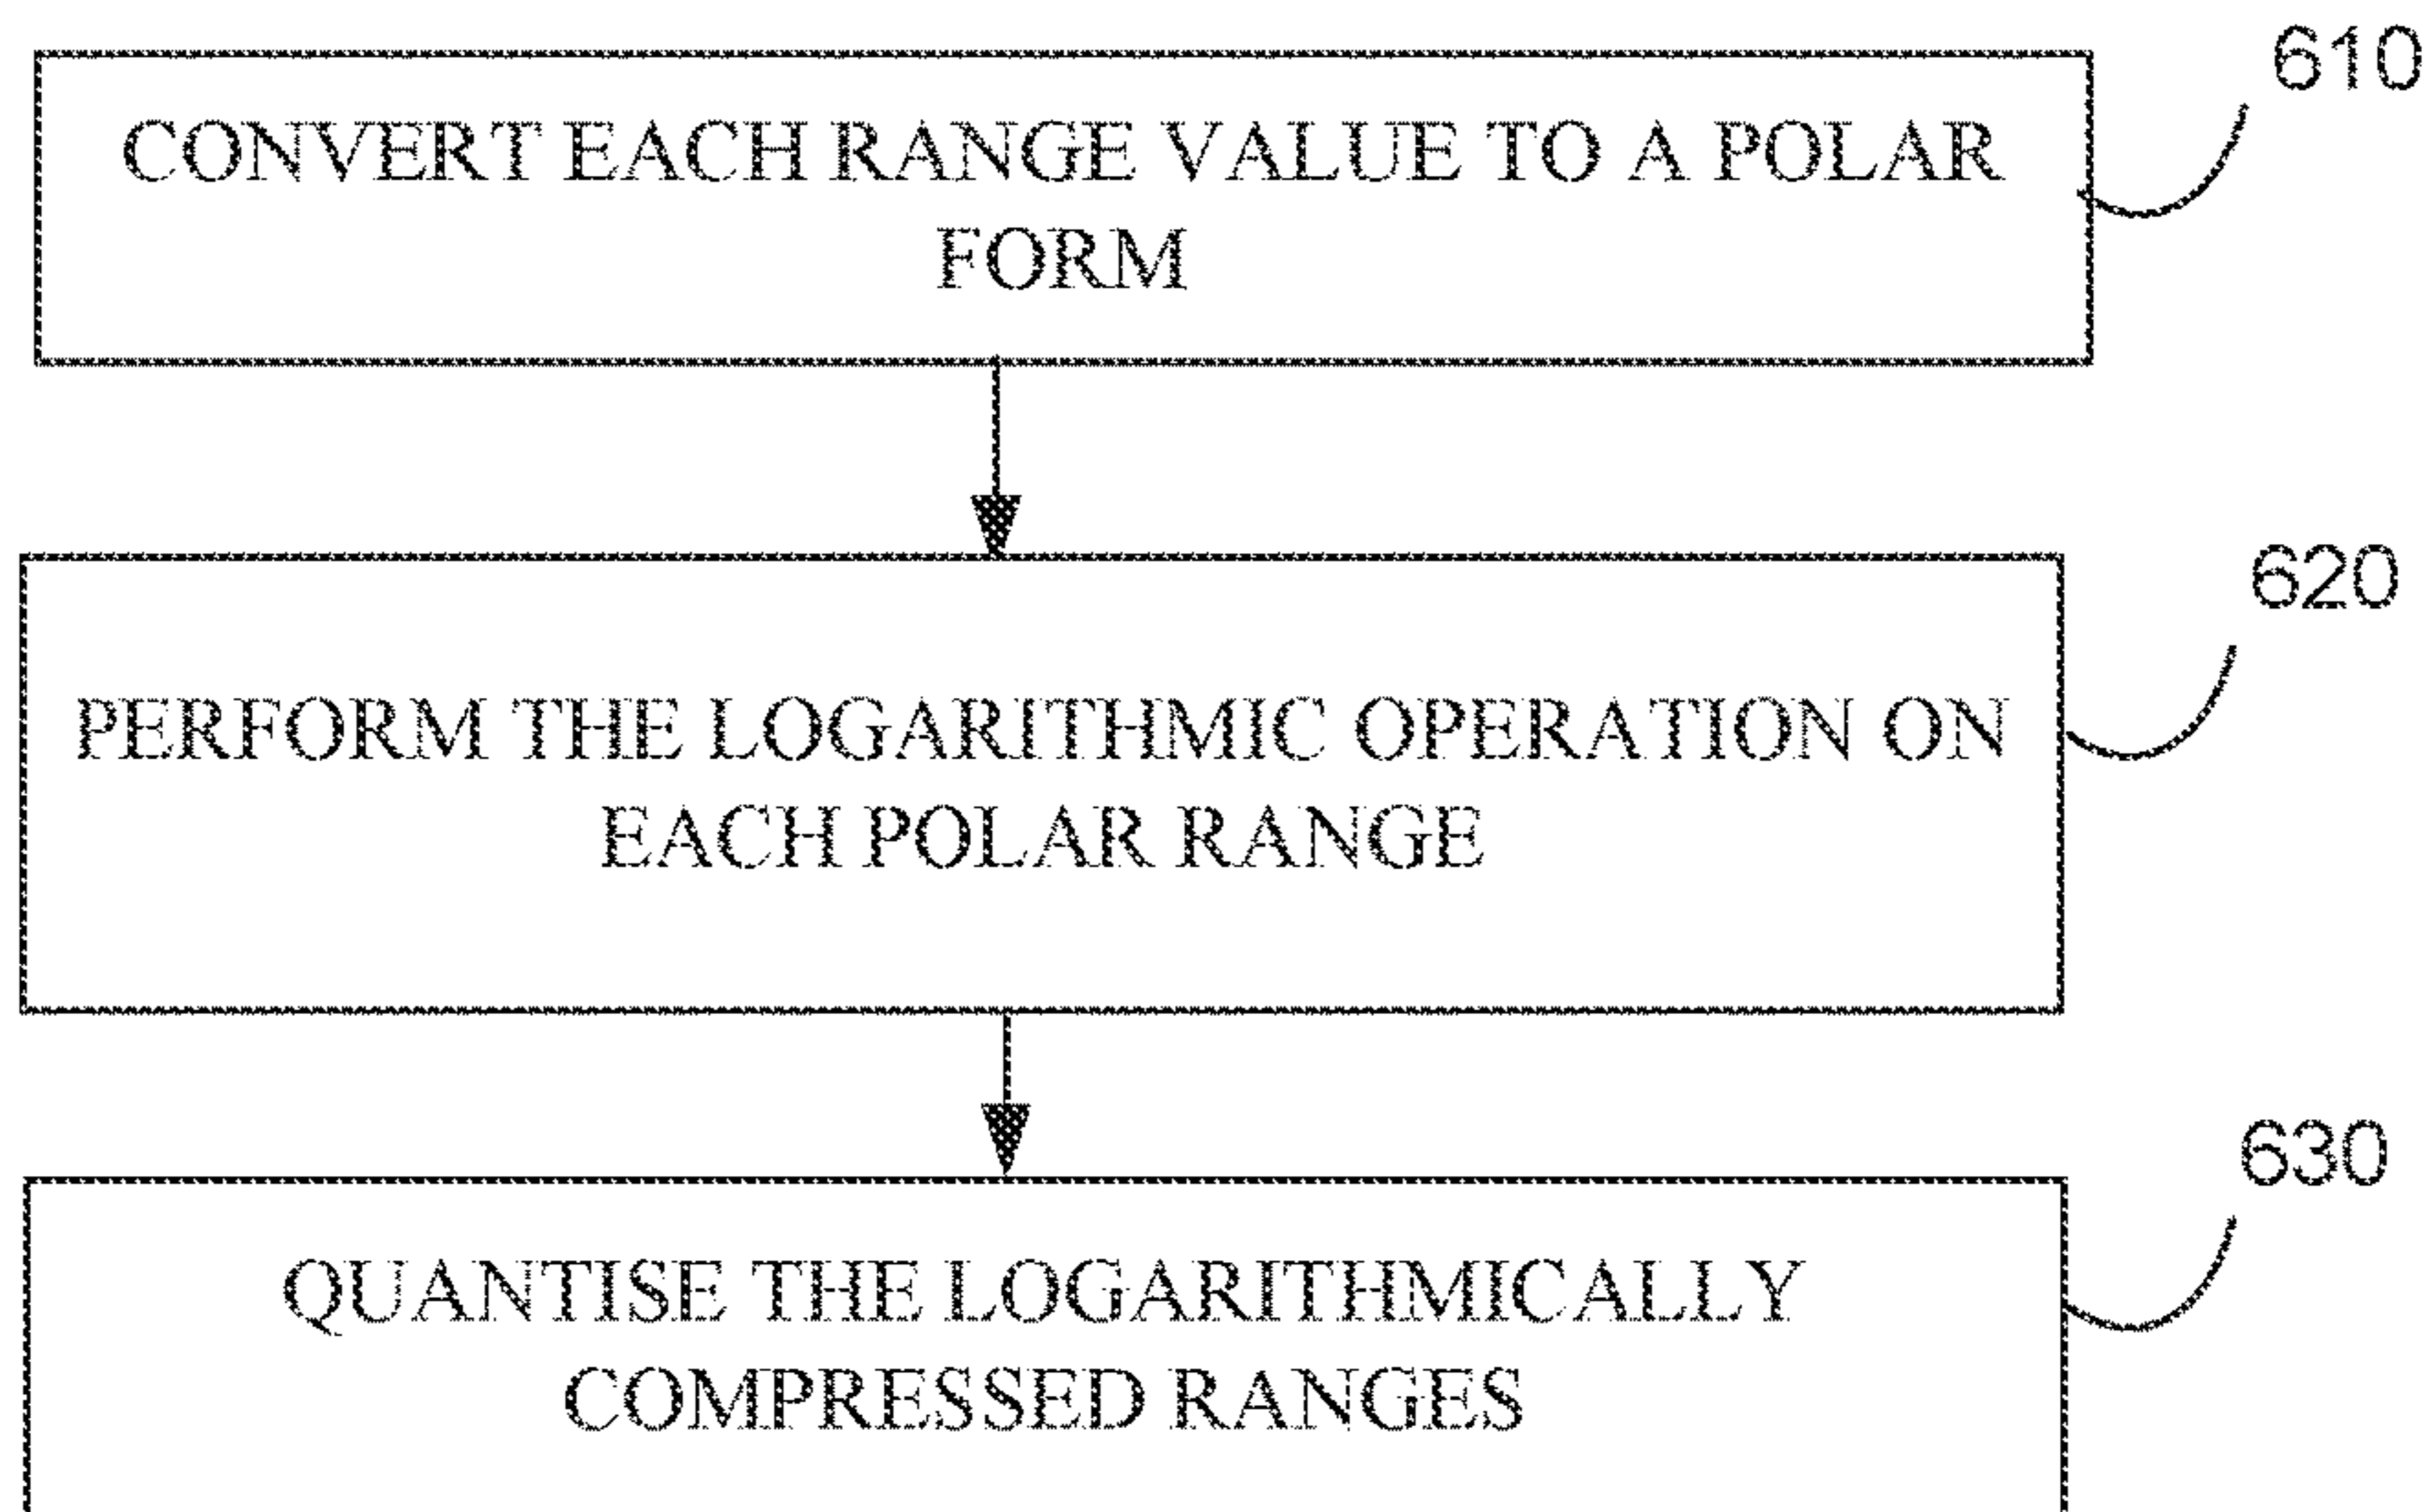 610
CONVERT EACH RANGE VALUE TO A POLAR
FORM
620
PERFORM THE LOGARITHMIC OPERATION ON
EACH POLAR RANGE
630
QUANTISE THE LOGARITHMICALLY
COMPRESSED RANGES